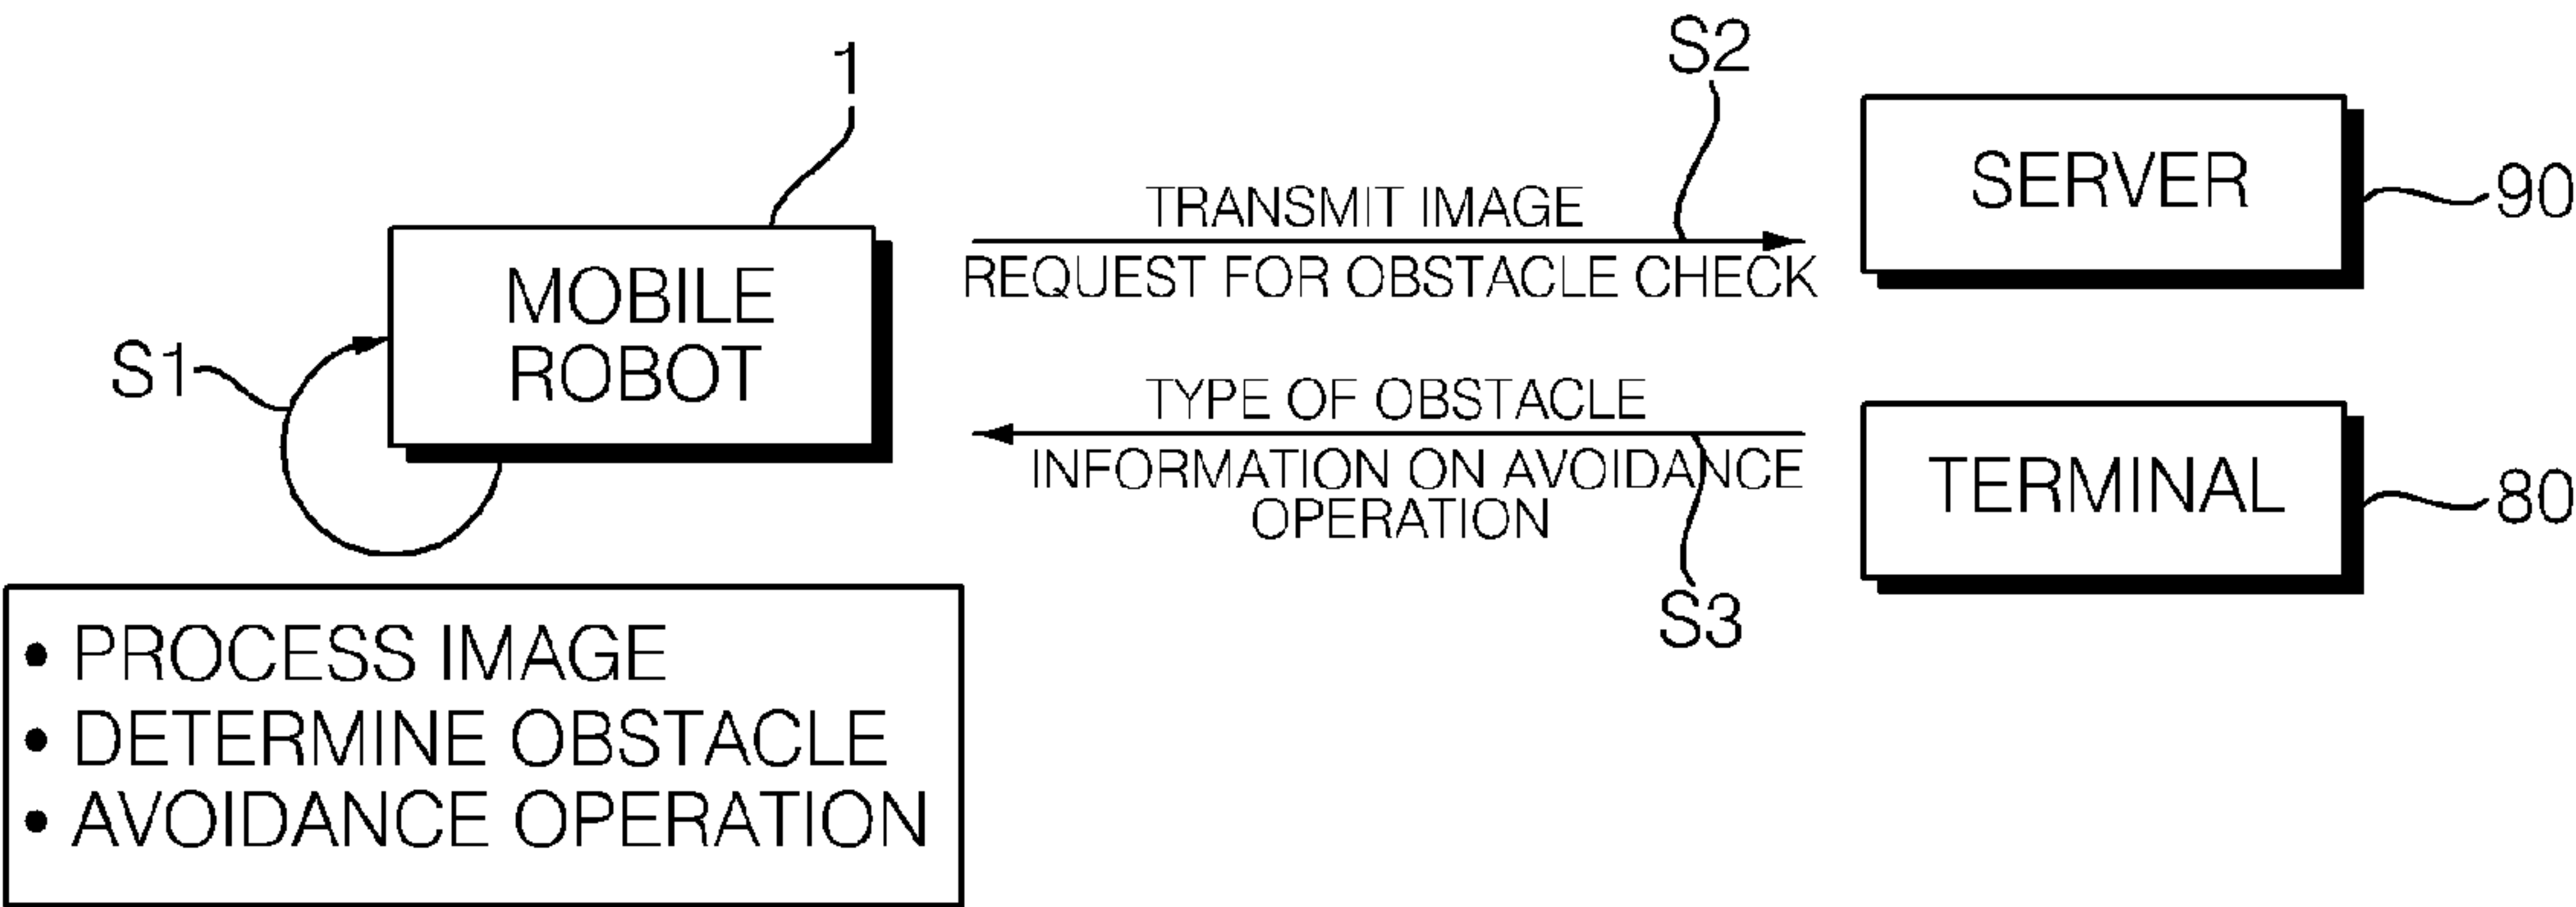 1
S2
SERVER
90
TRANSMIT IMAGE
REQUEST FOR OBSTACLE CHECK
MOBILE
ROBOT
S1
TYPE OF OBSTACLE
INFORMATION ON AVOIDANCE
OPERATION
S3
TERMINAL
80
• PROCESS IMAGE
• DETERMINE OBSTACLE
• AVOIDANCE OPERATION